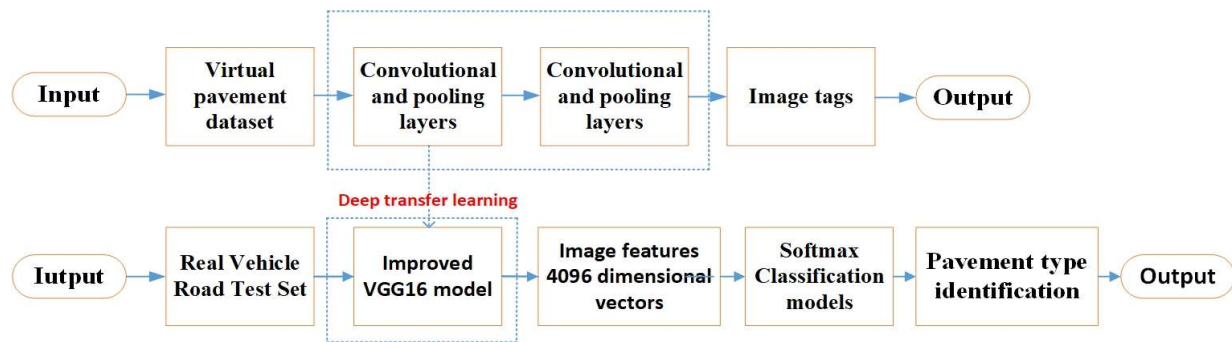 Input
Virtual
pavement
dataset
Convolutional
and pooling
layers
Convolutional
and pooling
layers
Image tags
Output
Deep transfer learning
Iutput
Real Vehicle
Road Test Set
Improved
VGG16 model
Image features
4096 dimensional
vectors
Softmax
Classification
models
Pavement type
identification
Output